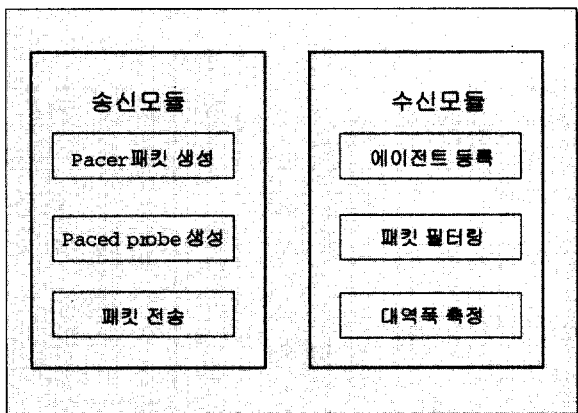 송신모듈
Pacer패킷 생성
Paced probe 생성
패킷 전송
수신모듈
에이전트 등록
패킷 필터링
대역폭 측정